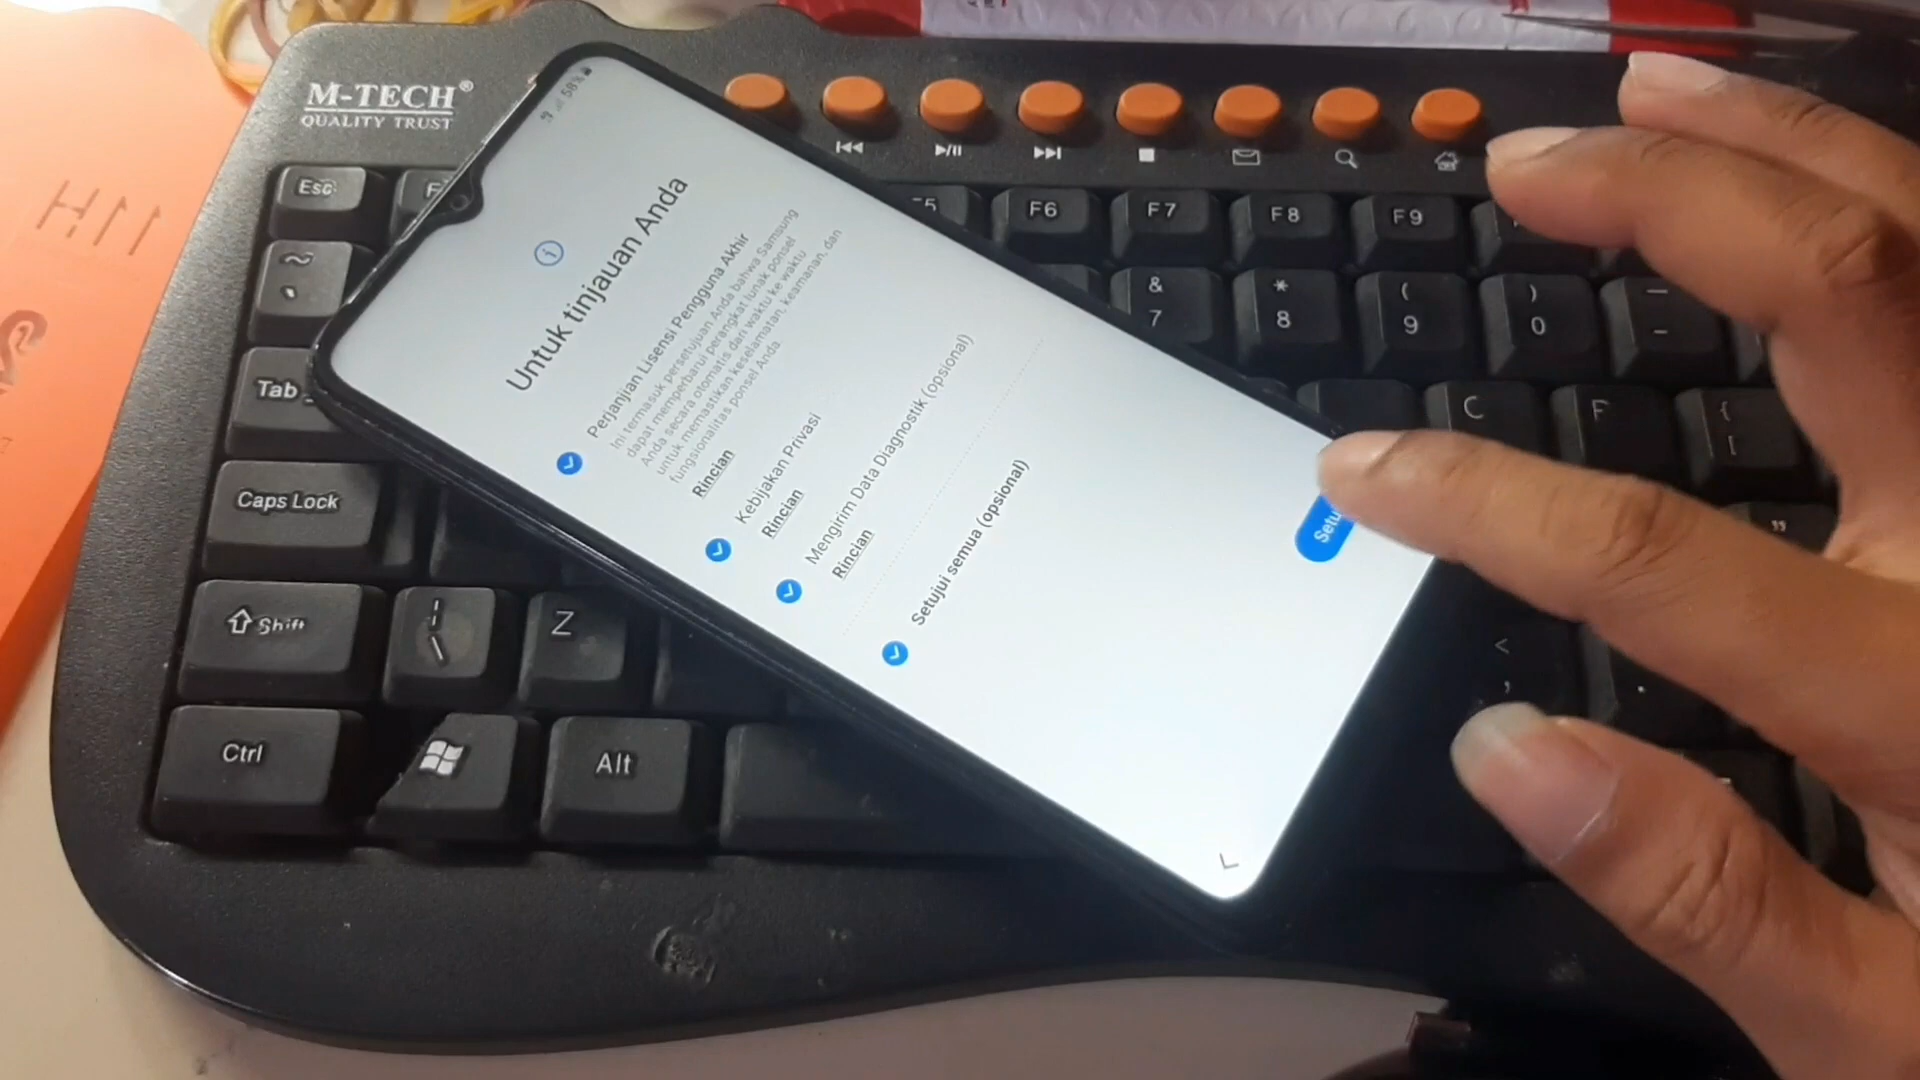 M-TECH®
QUALITY TRUST
58%
Untuk tinjauan Anda
Perjanjian Lisensi Pengguna Akhir
Ini termasuk persetujuan Anda bahwa Samsung
dapat memperbarui perangkat lunak ponsel
Anda secara otomatis dari waktu ke waktu
untuk memastikan keselamatan, keamanan, dan
fungsionalitas ponsel Anda.
Rincian
Kebijakan Privasi
Rincian
Mengirim Data Diagnostik (opsional)
Rincian
Setujui semua (opsional)
Setuj
Esc
F5
F6
F7
F8
F9
~
&
7
*
8
(
9
)
0
Tab
{
[
Caps Lock
"
Shift
Z
<
,
.
Ctrl
Alt